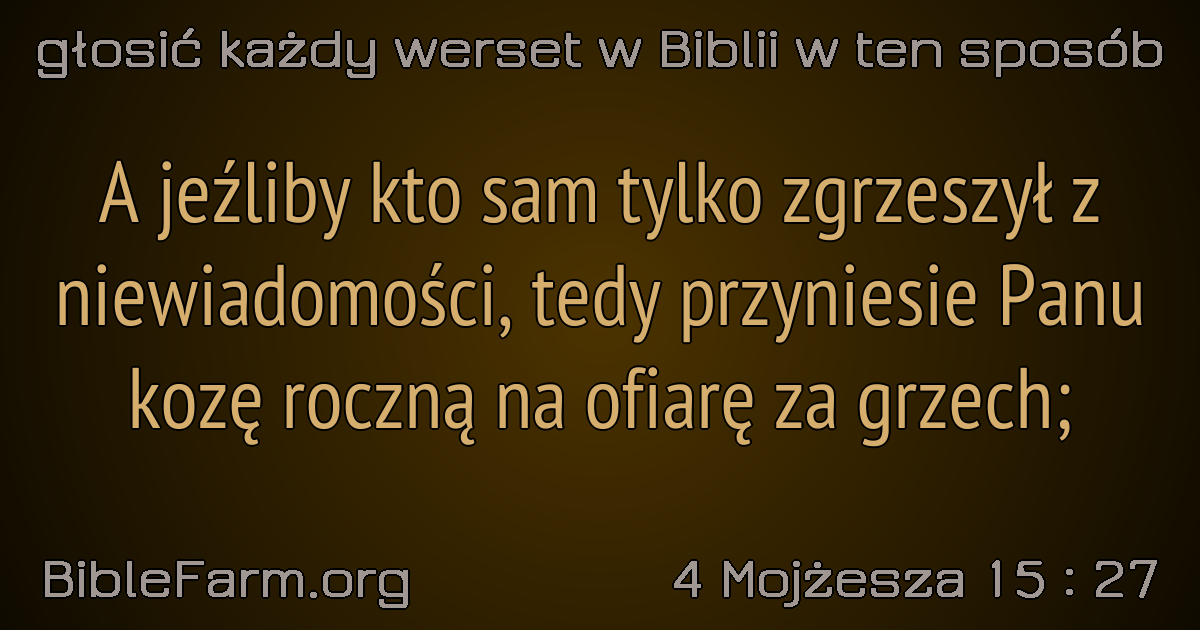 głosić każdy werset w Biblii w ten sposób
A jeźliby kto sam tylko zgrzeszył z
niewiadomości, tedy przyniesie Panu
kozę roczną na ofiarę za grzech;
BibleFarm.org
4 Mojżesza 15 : 27